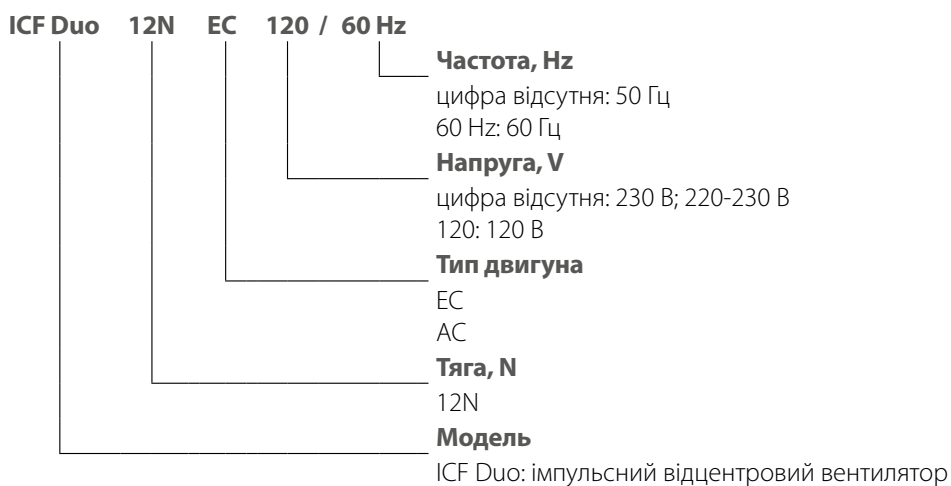 ICF Duo 12N EC 120 / 60 Hz
Частота, Hz
цифра відсутня: 50 Гц
60 Hz: 60 Гц
Напруга, V
цифра відсутня: 230 В; 220-230 В
120: 120 В
Тип двигуна
EC
AC
Тяга, N
12N
Модель
ICF Duo: імпульсний відцентровий вентилятор